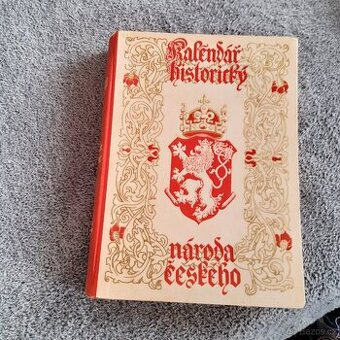 Kalendář
historický
národa
českého